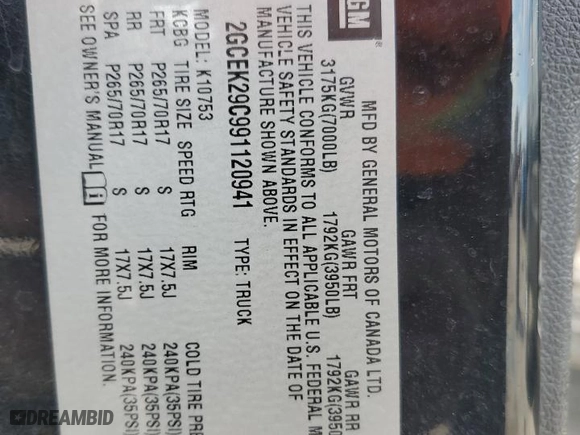 GM
MFD BY GENERAL MOTORS OF CANADA LTD.
GVWR GAWR FRT GAWR RR
3175KG(7000LB) 1792KG(3950LB) 1792KG(3950
THIS VEHICLE CONFORMS TO ALL APPLICABLE U.S. FEDERAL M
VEHICLE SAFETY STANDARDS IN EFFECT ON THE DATE OF
MANUFACTURE SHOWN ABOVE.
2GCEK29C391120941 TYPE: TRUCK
MODEL: K10753
KCBG TIRE SIZE SPEED RTG RIM COLD TIRE PRE
FRT P265/70R17 S 17X7.5J 240KPA(35PSI)
RR P265/70R17 S 17X7.5J 240KPA(35PSI)
SPA P265/70R17 S 17X7.5J 240KPA(35PSI)
SEE OWNER'S MANUAL FOR MORE INFORMATION.
DREAMBID